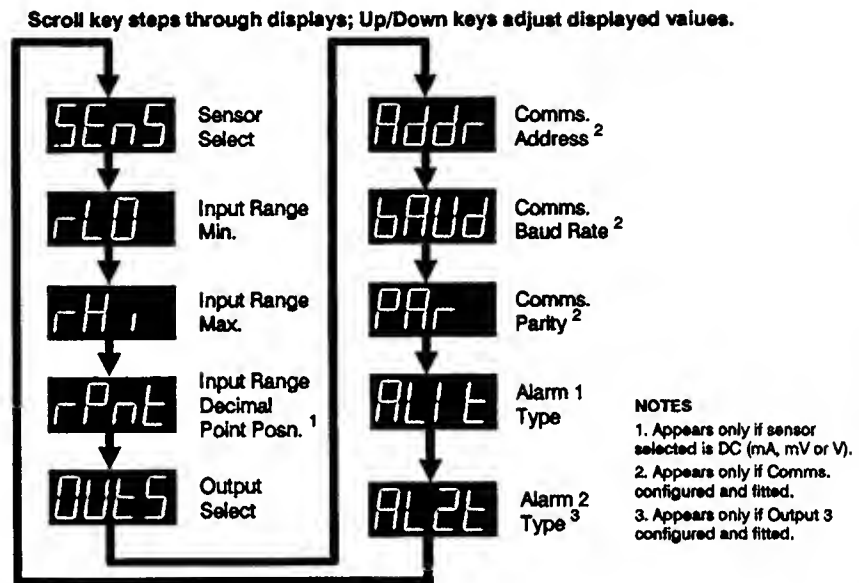 Scroll key steps through displays; Up/Down keys adjust displayed values.
SEnS
Sensor
Select
rLO
Input Range
Min.
rHi
Input Range
Max.
rPnt
Input Range
Decimal
Point Posn. 1
OUtS
Output
Select
Addr
Comms.
Address 2
bAUd
Comms.
Baud Rate 2
PAr
Comms.
Parity 2
AL1t
Alarm 1
Type
AL2t
Alarm 2
Type 3
NOTES
1. Appears only if sensor
selected is DC (mA, mV or V).
2. Appears only if Comms.
configured and fitted.
3. Appears only if Output 3
configured and fitted.